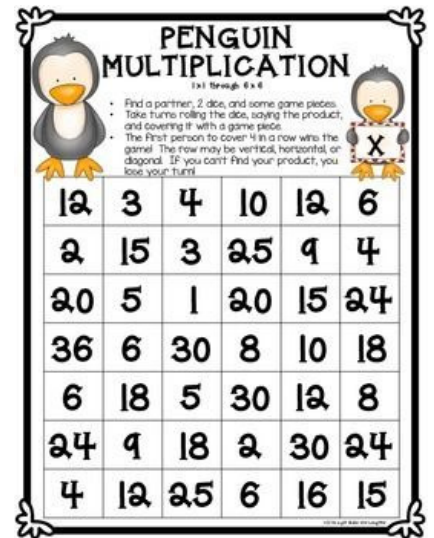 PENGUIN
MULTIPLICATION
1x1 through 6x6
• Find a partner, 2 dice, and some game pieces.
• Take turns rolling the dice, saying the product,
and covering it with a game piece.
• The first person to cover 4 in a row wins the
game! The row may be vertical, horizontal, or
diagonal. If you can't find your product, you
lose your turn!
X
12 3 4 10 12 6
2 15 3 25 9 4
20 5 1 20 15 24
36 6 30 8 10 18
6 18 5 30 12 8
24 9 18 2 30 24
4 12 25 6 16 15